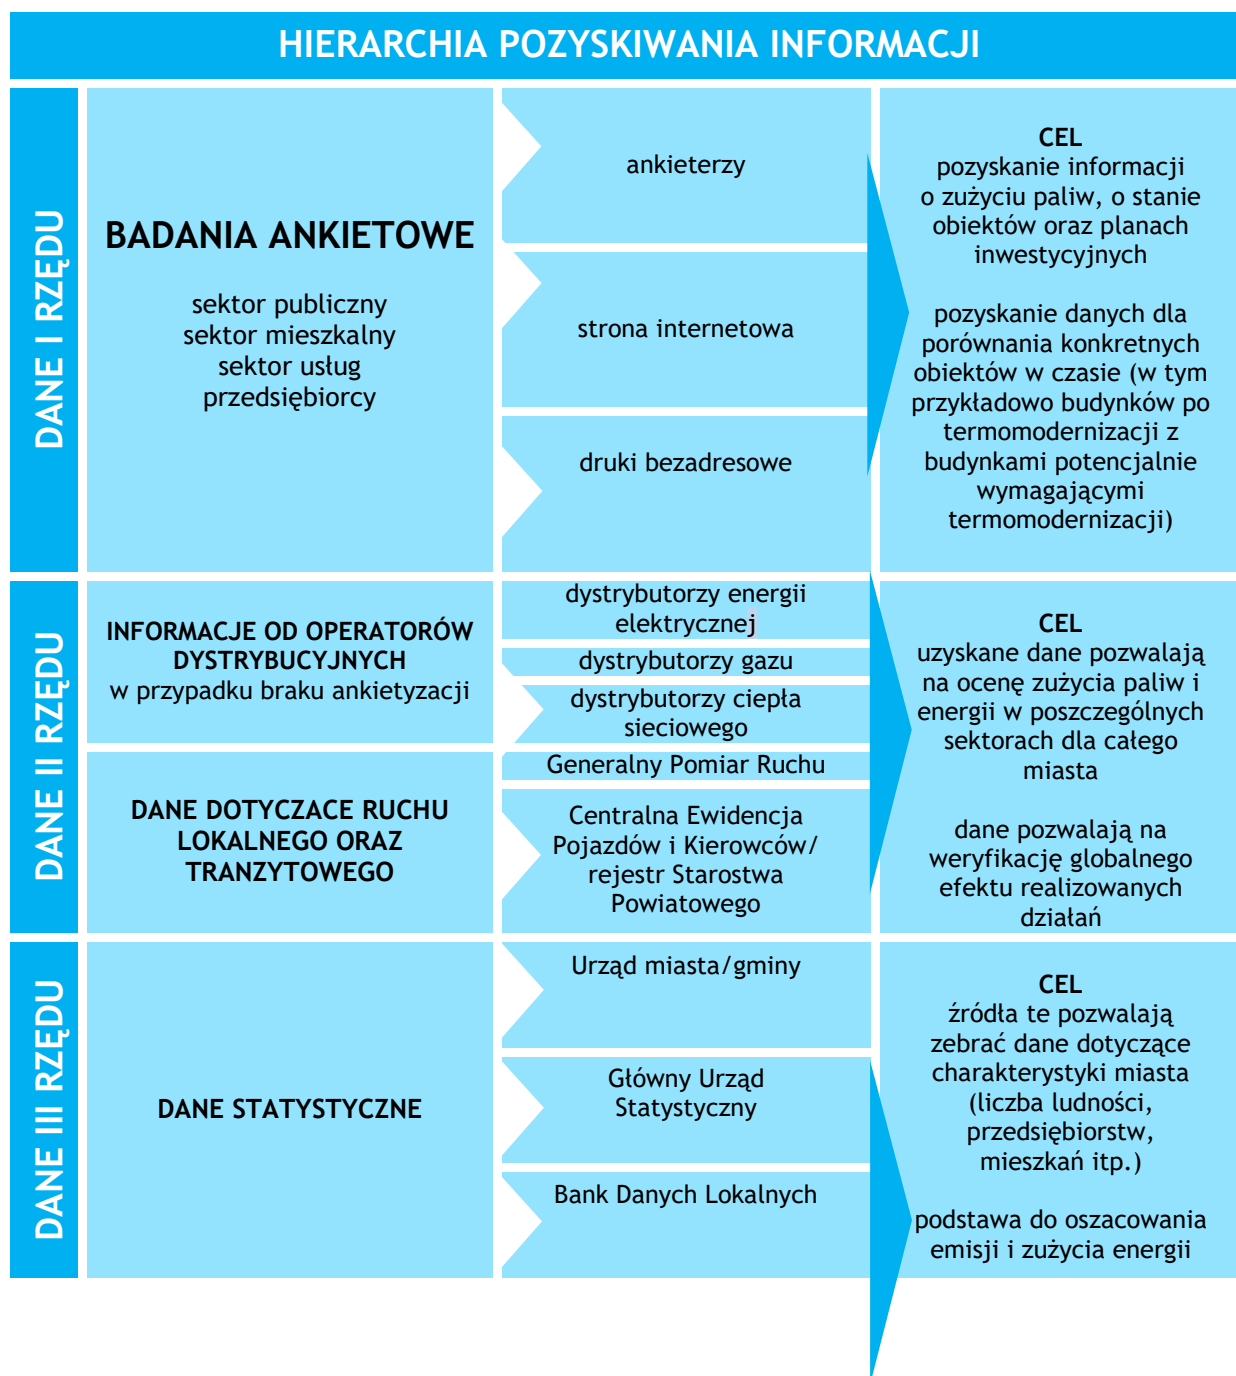 HIERARCHIA POZYSKIWANIA INFORMACJI
DANE I RZĘDU
BADANIA ANKIETOWE
sektor publiczny
sektor mieszkalny
sektor usług
przedsiębiorcy
ankieterzy
strona internetowa
druki bezadresowe
CEL
pozyskanie informacji
o zużyciu paliw, o stanie
obiektów oraz planach
inwestycyjnych
pozyskanie danych dla
porównania konkretnych
obiektów w czasie (w tym
przykładowo budynków po
termomodernizacji z
budynkami potencjalnie
wymagającymi
termomodernizacji)
DANE II RZĘDU
INFORMACJE OD OPERATORÓW
DYSTRYBUCYJNYCH
w przypadku braku ankietyzacji
dystrybutorzy energii
elektrycznej
dystrybutorzy gazu
dystrybutorzy ciepła
sieciowego
DANE DOTYCZACE RUCHU
LOKALNEGO ORAZ
TRANZYTOWEGO
Generalny Pomiar Ruchu
Centralna Ewidencja
Pojazdów i Kierowców/
rejestr Starostwa
Powiatowego
CEL
uzyskane dane pozwalają
na ocenę zużycia paliw i
energii w poszczególnych
sektorach dla całego
miasta
dane pozwalają na
weryfikację globalnego
efektu realizowanych
działań
DANE III RZĘDU
DANE STATYSTYCZNE
Urząd miasta/gminy
Główny Urząd
Statystyczny
Bank Danych Lokalnych
CEL
źródła te pozwalają
zebrać dane dotyczące
charakterystyki miasta
(liczba ludności,
przedsiębiorstw,
mieszkań itp.)
podstawa do oszacowania
emisji i zużycia energii